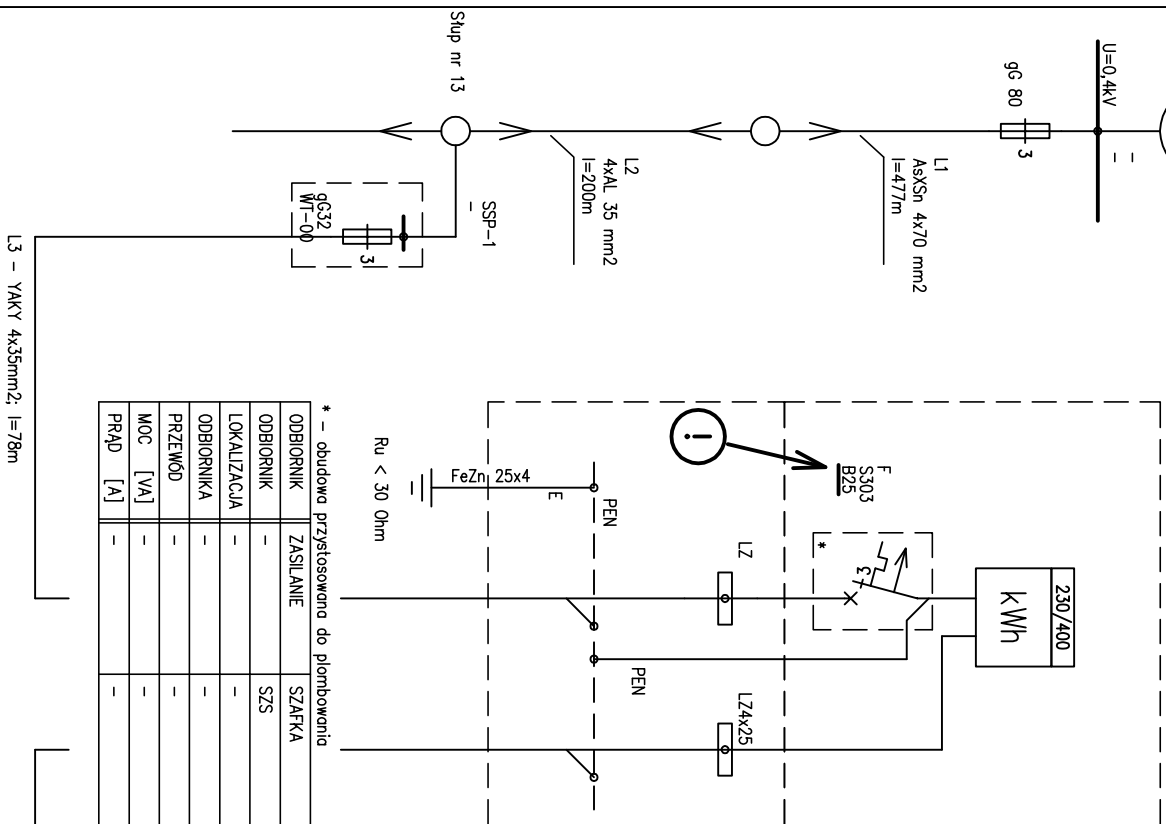 U=0,4kV
-
-
gG 80
3
L1
AsXSn 4x70 mm2
l=477m
L2
4xAL 35 mm2
l=200m
Słup nr 13
SSP-1
-
gG32
WT-00
3
L3 - YAKY 4x35mm2; l=78m
230/400
kWh
i
F
S303
B25
*
3
LZ
LZ4x25
PEN
PEN
E
FeZn 25x4
Ru < 30 Ohm
* - obudowa przystosowana do plombowania
ODBIORNIK ZASILANIE SZAFKA
ODBIORNIK - SZS
LOKALIZACJA - -
ODBIORNIKA - -
PRZEWÓD - -
MOC [VA] - -
PRĄD [A] - -